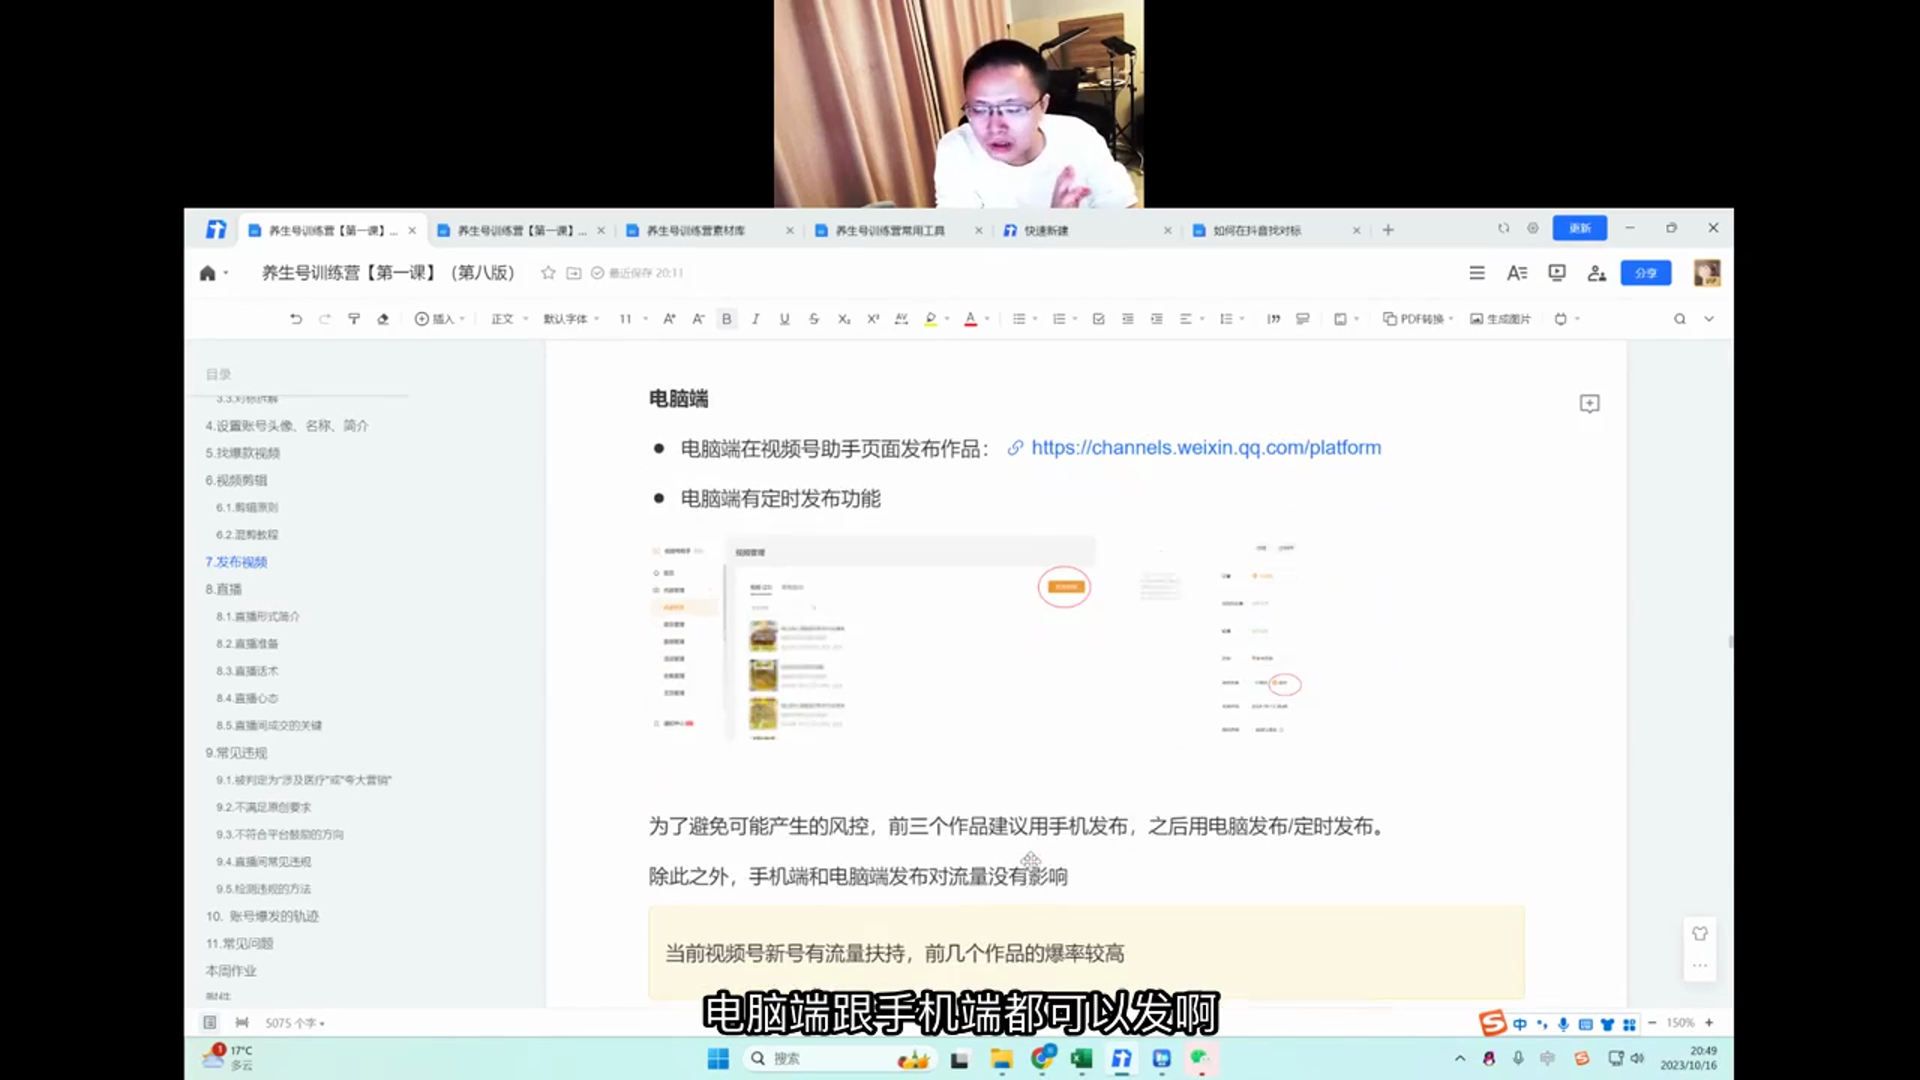 养生号训练营【第一课】...
养生号训练营【第一课】...
养生号训练营素材库
养生号训练营常用工具
快速新建
如何在抖音找对标
更新
养生号训练营【第一课】（第八版）
最近保存 20:11
分享
插入
正文
默认字体
11
PDF转换
生成图片
目录
3.3.对标拆解
4.设置账号头像、名称、简介
5.找爆款视频
6.视频剪辑
6.1.剪辑原则
6.2.混剪教程
7.发布视频
8.直播
8.1.直播形式简介
8.2.直播准备
8.3.直播话术
8.4.直播心态
8.5.直播间成交的关键
9.常见违规
9.1.被判定为“涉及医疗”或“夸大营销”
9.2.不满足原创要求
9.3.不符合平台鼓励的方向
9.4.直播间常见违规
9.5.检测违规的方法
10. 账号爆发的轨迹
11.常见问题
本周作业
附件
电脑端
电脑端在视频号助手页面发布作品： https://channels.weixin.qq.com/platform
电脑端有定时发布功能
视频管理
为了避免可能产生的风控，前三个作品建议用手机发布，之后用电脑发布/定时发布。
除此之外，手机端和电脑端发布对流量没有影响
当前视频号新号有流量扶持，前几个作品的爆率较高
电脑端跟手机端都可以发啊
5075 个字
中
150%
17°C
多云
搜索
20:49
2023/10/16